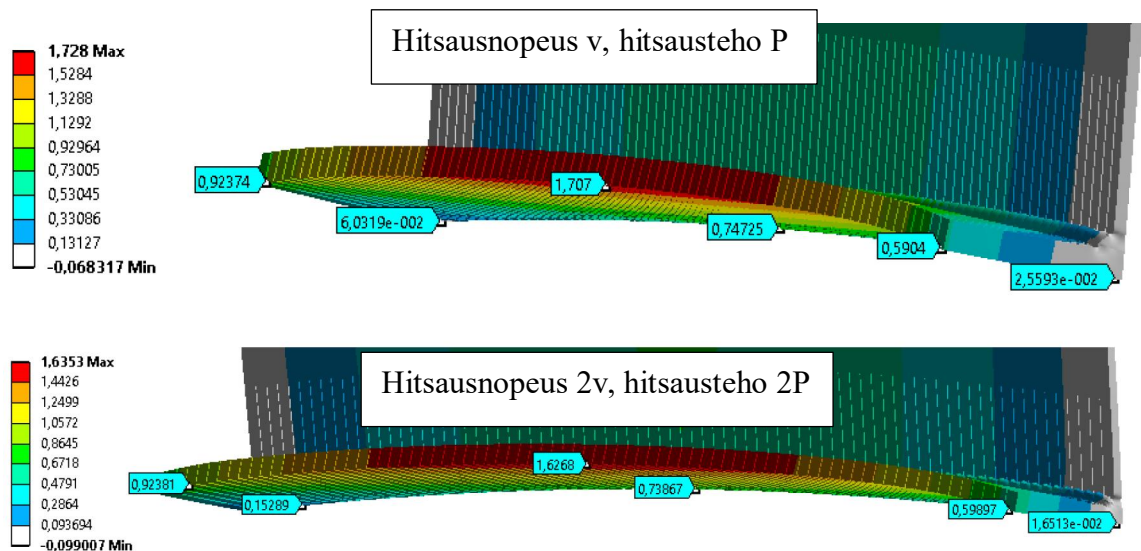 Hitsausnopeus v, hitsausteho P
1,728 Max
1,5284
1,3288
1,1292
0,92964
0,73005
0,53045
0,33086
0,13127
-0,068317 Min
0,92374
1,707
6,0319e-002
0,74725
0,5904
2,5593e-002
Hitsausnopeus 2v, hitsausteho 2P
1,6353 Max
1,4426
1,2499
1,0572
0,8645
0,6718
0,4791
0,2864
0,093694
-0,099007 Min
0,92381
1,6268
0,15289
0,73867
0,59897
1,6513e-002